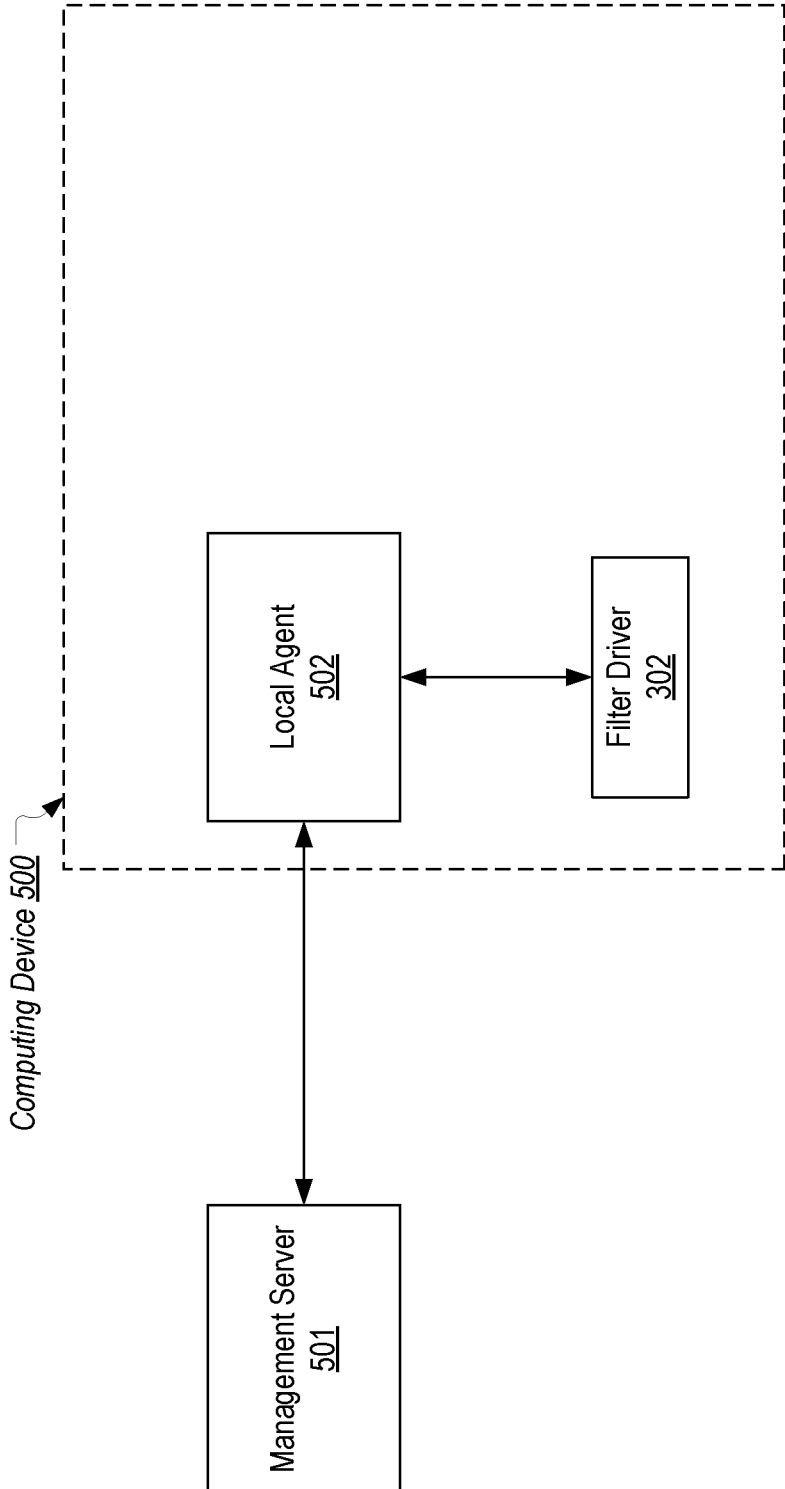 Computing Device 500
Management Server
501
Local Agent
502
Filter Driver
302